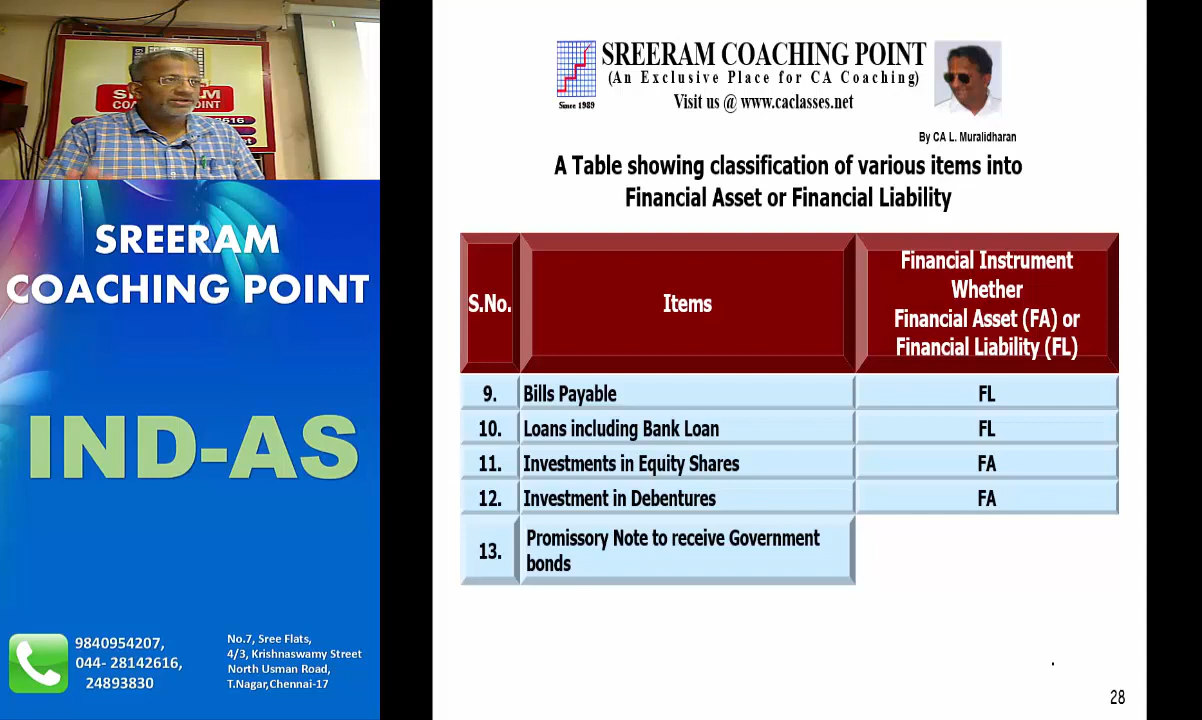 SREERAM
COACHING POINT
IND-AS
9840954207,
044- 28142616,
24893830
No.7, Sree Flats,
4/3, Krishnaswamy Street
North Usman Road,
T.Nagar,Chennai-17
SREERAM COACHING POINT
(An Exclusive Place for CA Coaching)
Since 1989
Visit us @ www.caclasses.net
By CA L. Muralidharan
A Table showing classification of various items into
Financial Asset or Financial Liability
S.No. Items Financial Instrument
Whether
Financial Asset (FA) or
Financial Liability (FL)
9. Bills Payable FL
10. Loans including Bank Loan FL
11. Investments in Equity Shares FA
12. Investment in Debentures FA
13. Promissory Note to receive Government
bonds
28